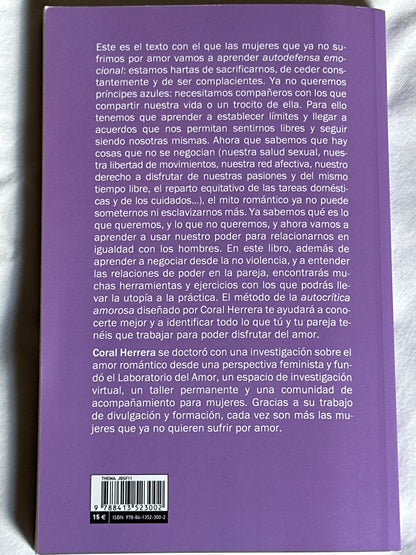 Este es el texto con el que las mujeres que ya no su-
frimos por amor vamos a aprender autodefensa emo-
cional: estamos hartas de sacrificarnos, de ceder cons-
tantemente y de ser complacientes. Ya no queremos
príncipes azules: necesitamos compañeros con los que
compartir nuestra vida o un trocito de ella. Para ello
tenemos que aprender a establecer límites y llegar a
acuerdos que nos permitan sentirnos libres y seguir
siendo nosotras mismas. Ahora que sabemos que hay
cosas que no se negocian (nuestra salud sexual, nues-
tra libertad de movimientos, nuestra red afectiva, nuestro
derecho a disfrutar de nuestras pasiones y del mismo
tiempo libre, el reparto equitativo de las tareas domésti-
cas y de los cuidados...), el mito romántico ya no puede
someternos ni esclavizarnos más. Ya sabemos qué es lo
que queremos, y lo que no queremos, y ahora vamos a
aprender a usar nuestro poder para relacionarnos en
igualdad con los hombres. En este libro, además de
aprender a negociar desde la no violencia, y a entender
las relaciones de poder en la pareja, encontrarás mu-
chas herramientas y ejercicios con los que podrás lle-
var la utopía a la práctica. El método de la autocrítica
amorosa diseñado por Coral Herrera te ayudará a cono-
certe mejor y a identificar todo lo que tú y tu pareja te-
néis que trabajar para poder disfrutar del amor.
Coral Herrera se doctoró con una investigación sobre el
amor romántico desde una perspectiva feminista y fun-
dó el Laboratorio del Amor, un espacio de investigación
virtual, un taller permanente y una comunidad de
acompañamiento para mujeres. Gracias a su trabajo
de divulgación y formación, cada vez son más las mu-
jeres que ya no quieren sufrir por amor.
THEMA: JBSF11
9 788413 523002
15 € ISBN: 978-84-1352-300-2